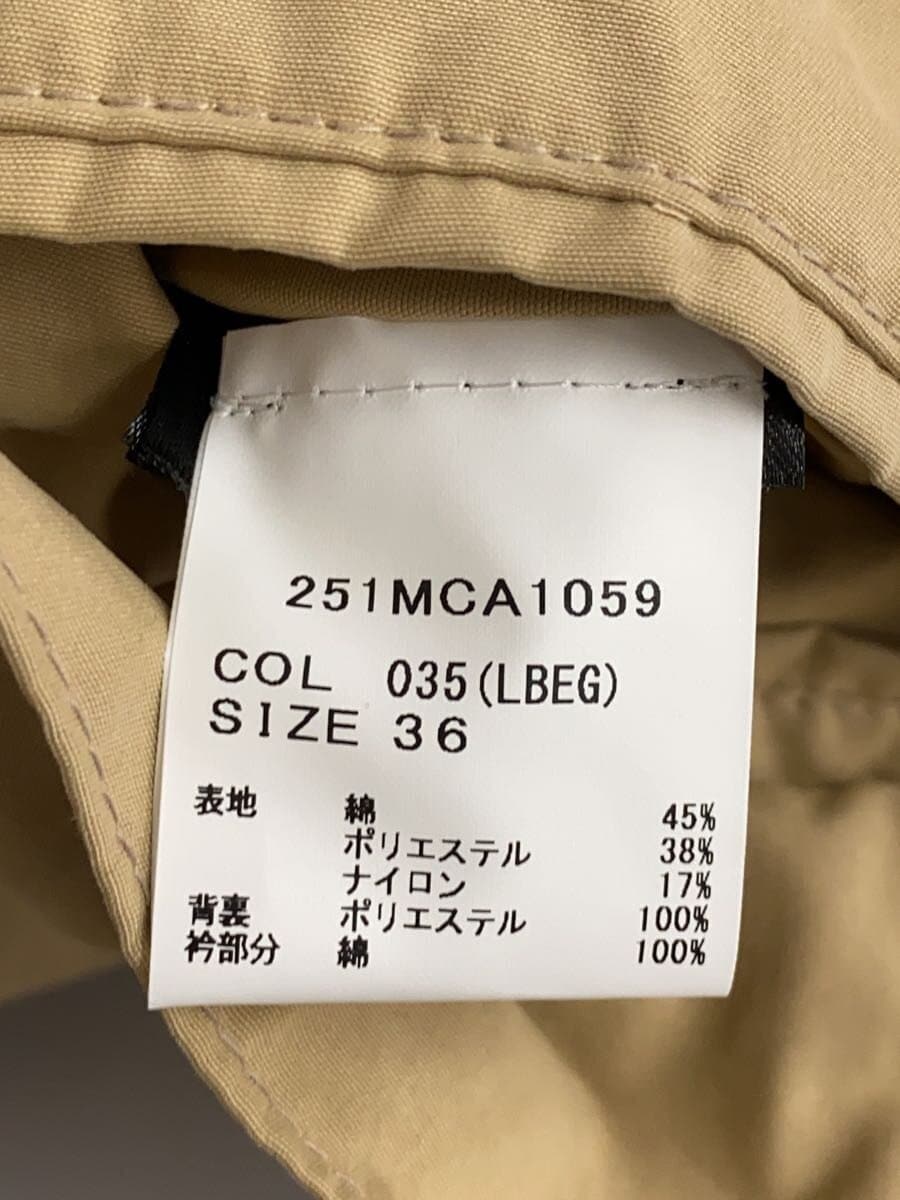 251MCA1059
COL 035(LBEG)
SIZE 36
表地 綿 45%
ポリエステル 38%
ナイロン 17%
背裏 ポリエステル 100%
衿部分 綿 100%